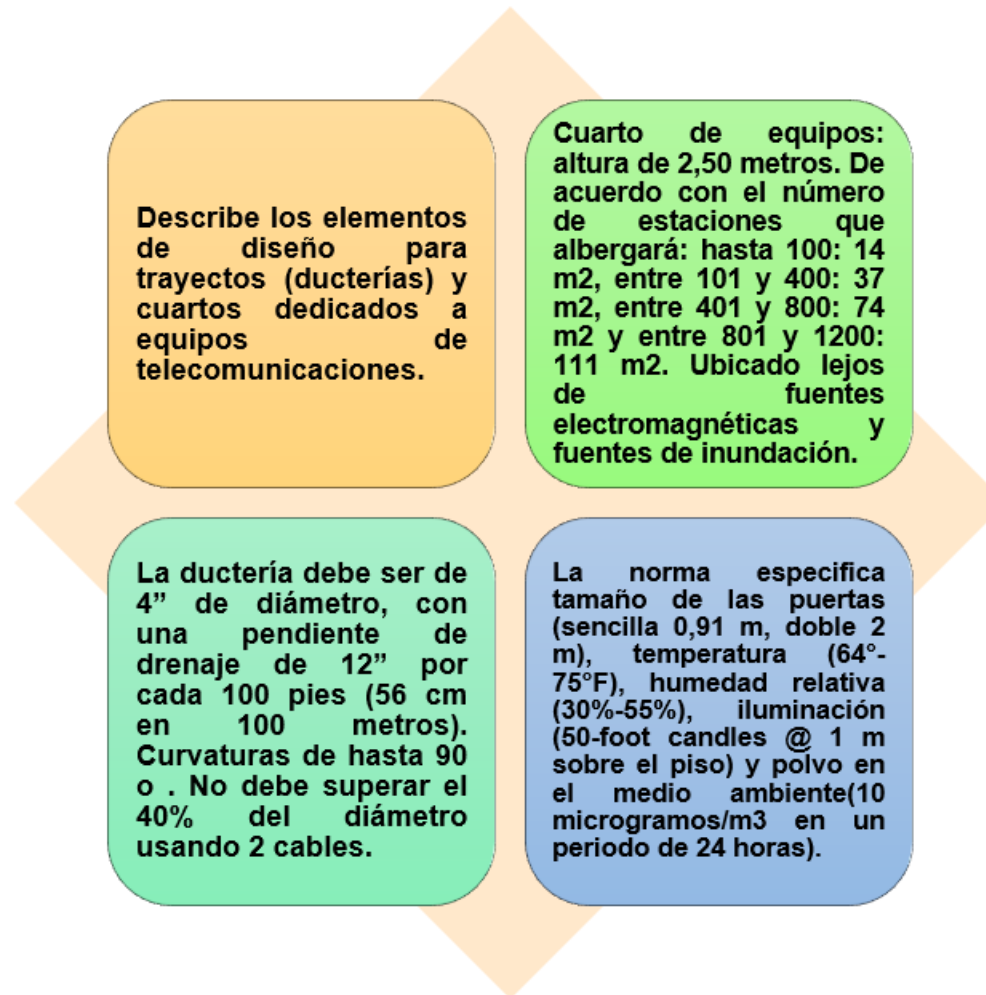 Describe los elementos
de diseño para
trayectos (ducterías) y
cuartos dedicados a
equipos de
telecomunicaciones.
Cuarto de equipos:
altura de 2,50 metros. De
acuerdo con el número
de estaciones que
albergará: hasta 100: 14
m2, entre 101 y 400: 37
m2, entre 401 y 800: 74
m2 y entre 801 y 1200:
111 m2. Ubicado lejos
de fuentes
electromagnéticas y
fuentes de inundación.
La ductería debe ser de
4” de diámetro, con
una pendiente de
drenaje de 12” por
cada 100 pies (56 cm
en 100 metros).
Curvaturas de hasta 90
o . No debe superar el
40% del diámetro
usando 2 cables.
La norma especifica
tamaño de las puertas
(sencilla 0,91 m, doble 2
m), temperatura (64°-
75°F), humedad relativa
(30%-55%), iluminación
(50-foot candles @ 1 m
sobre el piso) y polvo en
el medio ambiente(10
microgramos/m3 en un
periodo de 24 horas).